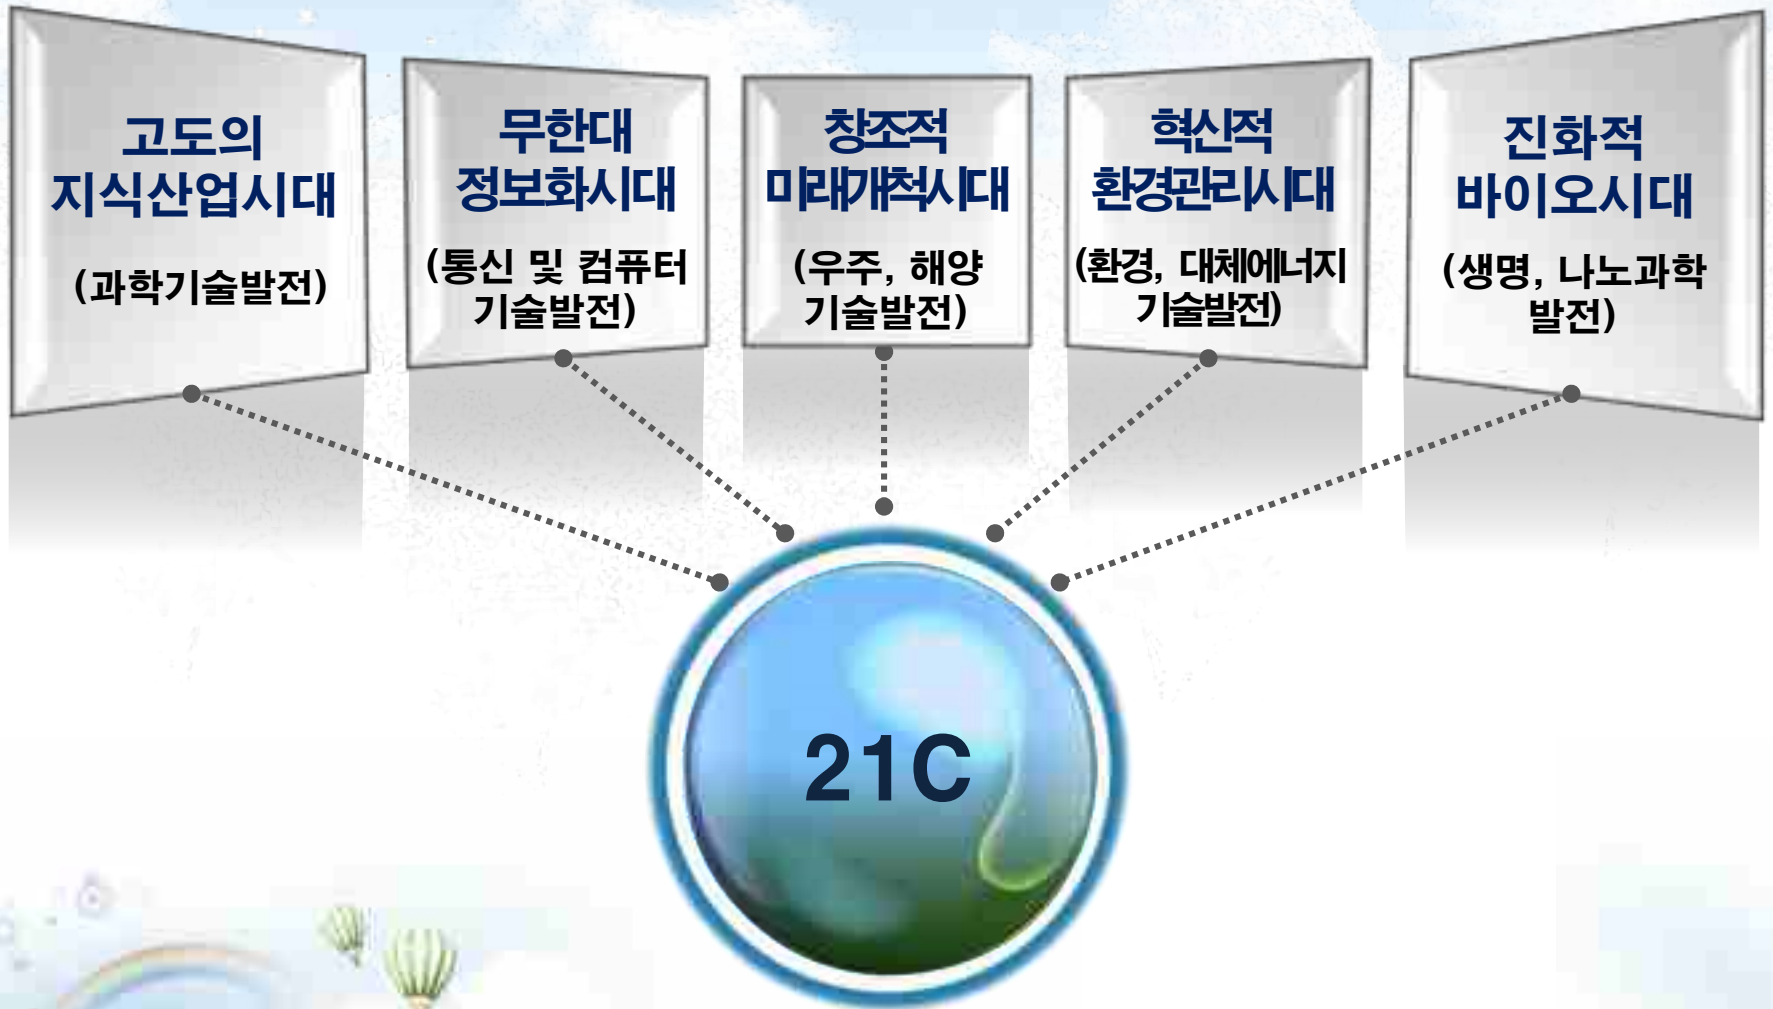 고도의
지식산업시대
(과학기술발전)
무한대
정보화시대
(통신 및 컴퓨터
기술발전)
창조적
미래개척시대
(우주, 해양
기술발전)
혁신적
환경관리시대
(환경, 대체에너지
기술발전)
진화적
바이오시대
(생명, 나노과학
발전)
21C